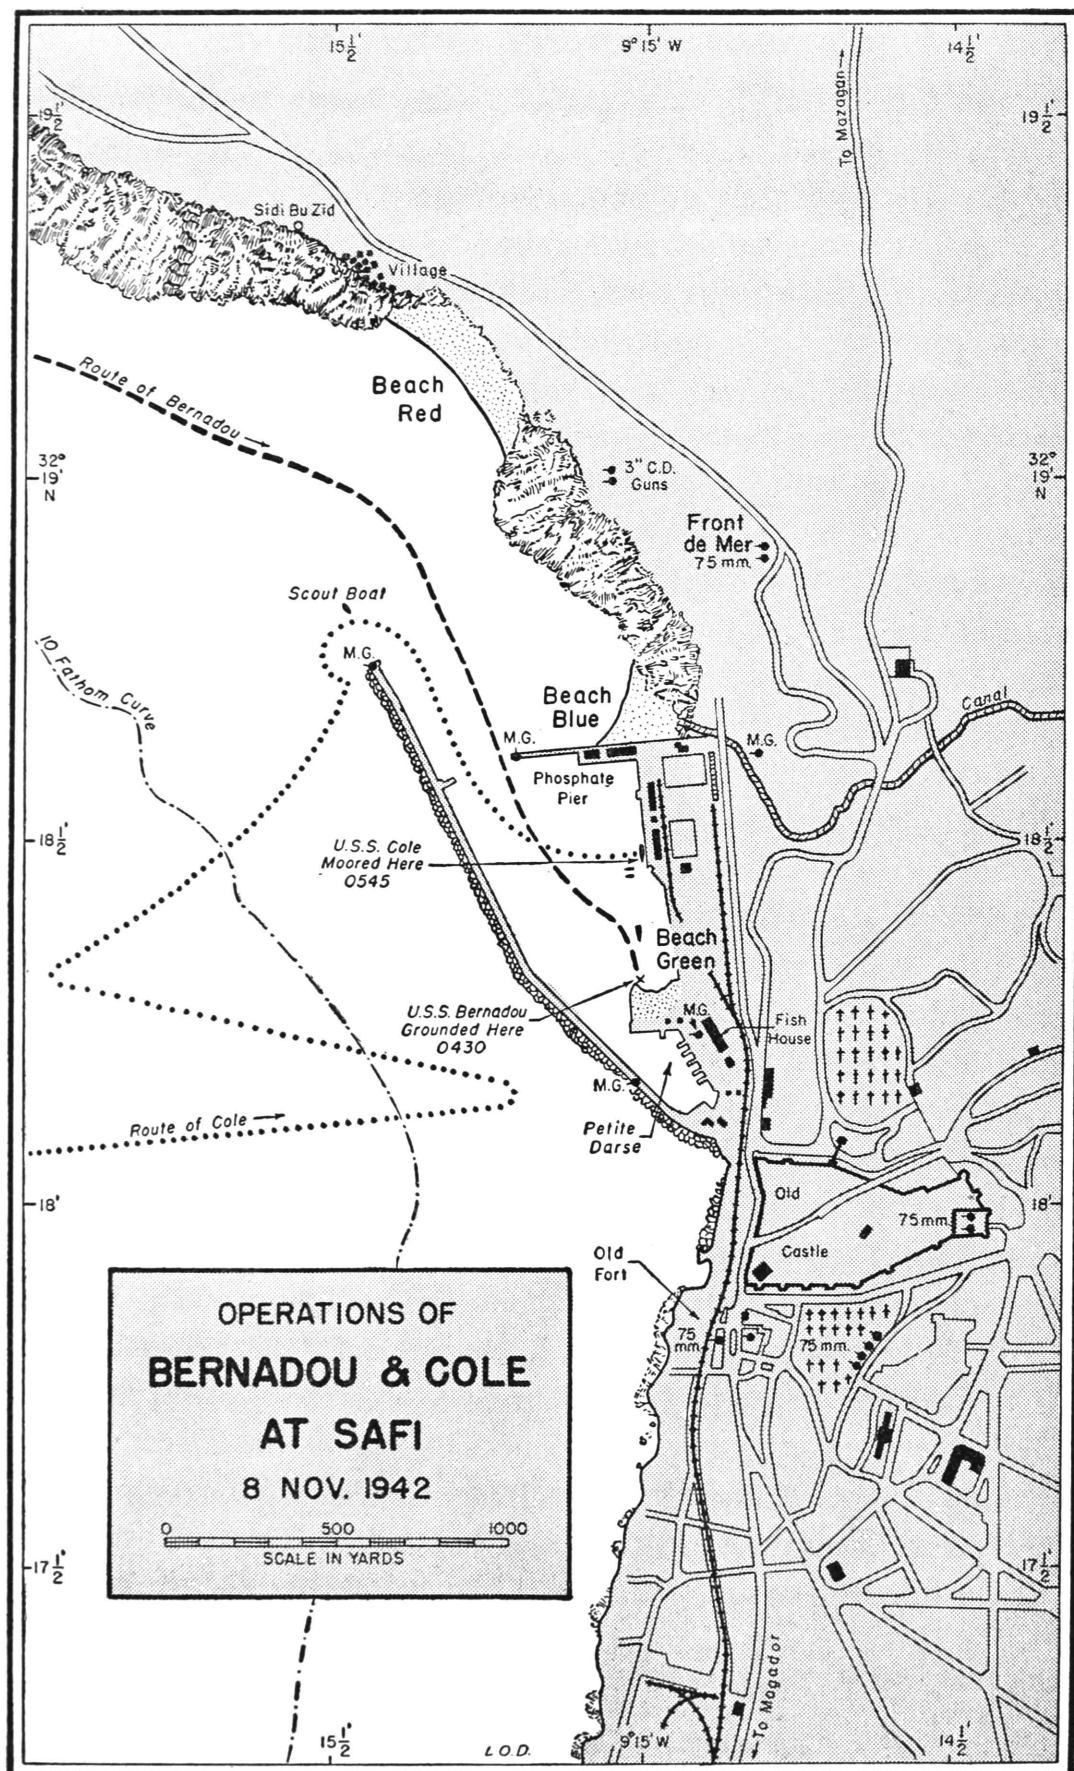 15½'
9° 15' W
14½'
19½'
19½'
To Mazagan
Sidi Bu Zid
Village
Beach
Red
Route of Bernadou
32°
19'
N
32°
19'
N
3" C.D.
Guns
Front
de Mer
75 mm.
Scout Boat
M.G.
10 Fathom Curve
Beach
Blue
Canal
M.G.
M.G.
Phosphate
Pier
18½'
18½'
U.S.S. Cole
Moored Here
0545
Beach
Green
U.S.S. Bernadou
Grounded Here
0430
M.G.
Fish
House
M.G.
Route of Cole
Petite
Darse
18'
18'
Old
Castle
75 mm.
Old
Fort
75
mm.
75 mm.
OPERATIONS OF
BERNADOU & COLE
AT SAFI
8 NOV. 1942
0 500 1000
SCALE IN YARDS
17½'
17½'
To Mogador
15½'
L.O.D.
9° 15' W
14½'